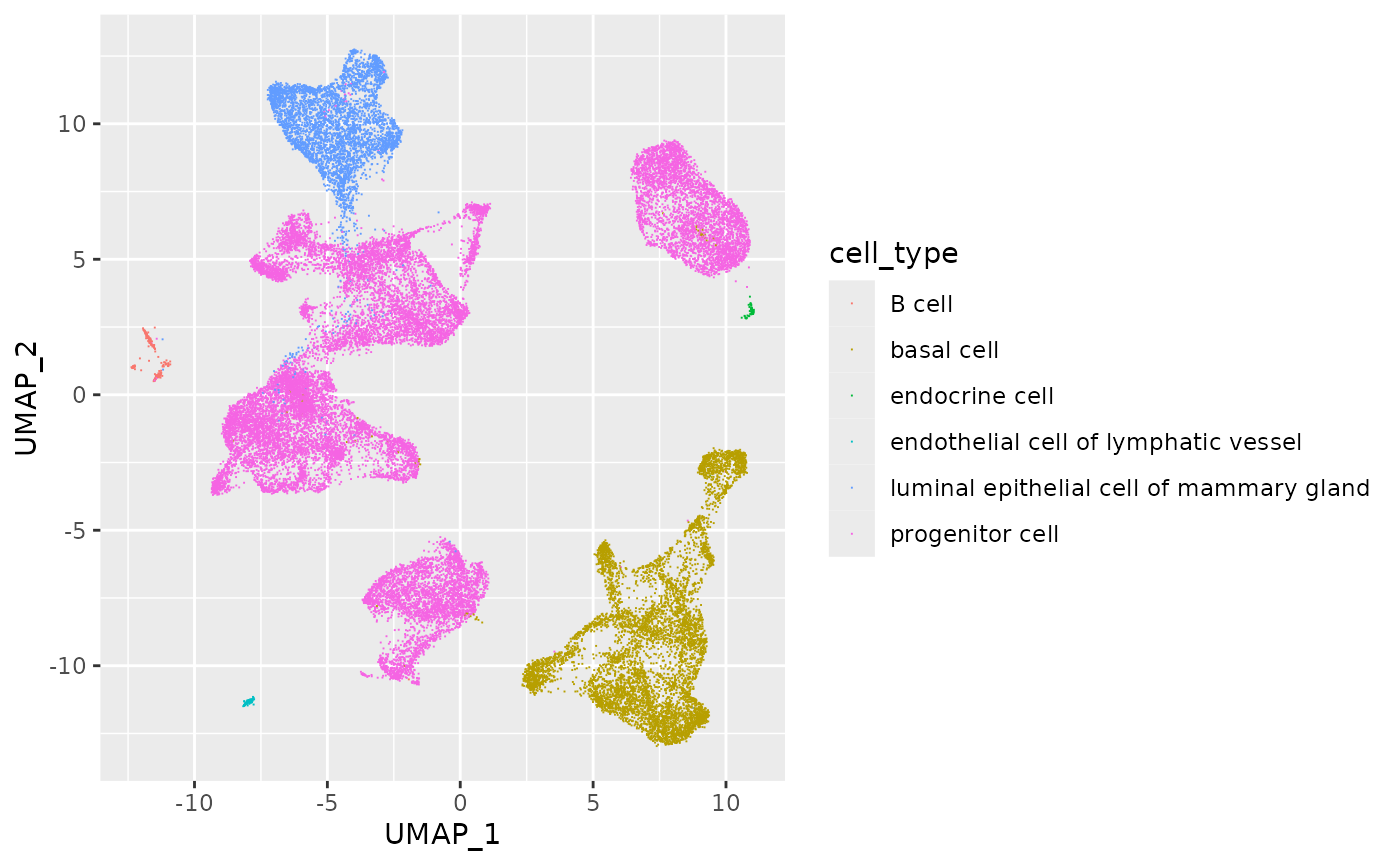 10
5
0
-5
-10
UMAP_2
-10
-5
0
5
10
UMAP_1
cell_type
B cell
basal cell
endocrine cell
endothelial cell of lymphatic vessel
luminal epithelial cell of mammary gland
progenitor cell